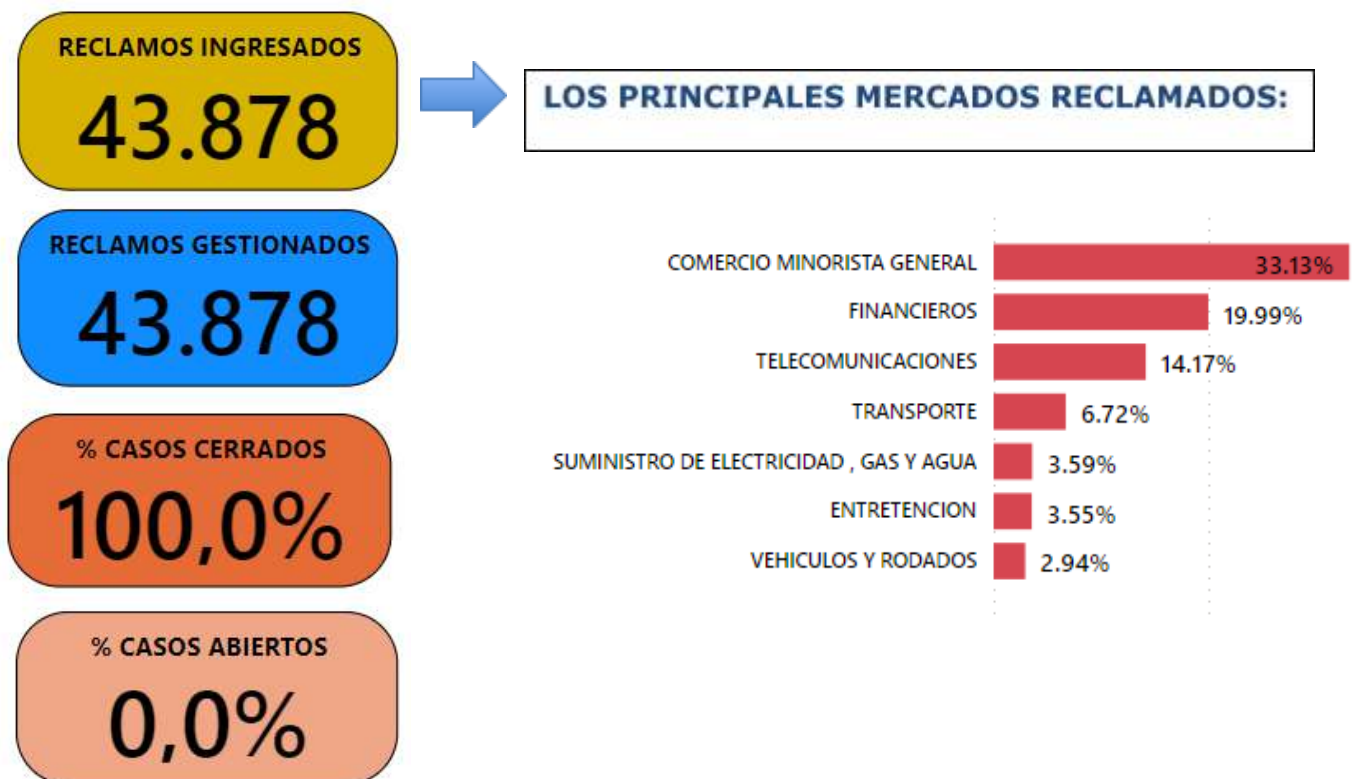 RECLAMOS INGRESADOS
43.878
RECLAMOS GESTIONADOS
43.878
% CASOS CERRADOS
100,0%
% CASOS ABIERTOS
0,0%
LOS PRINCIPALES MERCADOS RECLAMADOS:
COMERCIO MINORISTA GENERAL 33.13%
FINANCIEROS 19.99%
TELECOMUNICACIONES 14.17%
TRANSPORTE 6.72%
SUMINISTRO DE ELECTRICIDAD , GAS Y AGUA 3.59%
ENTRETENCION 3.55%
VEHICULOS Y RODADOS 2.94%